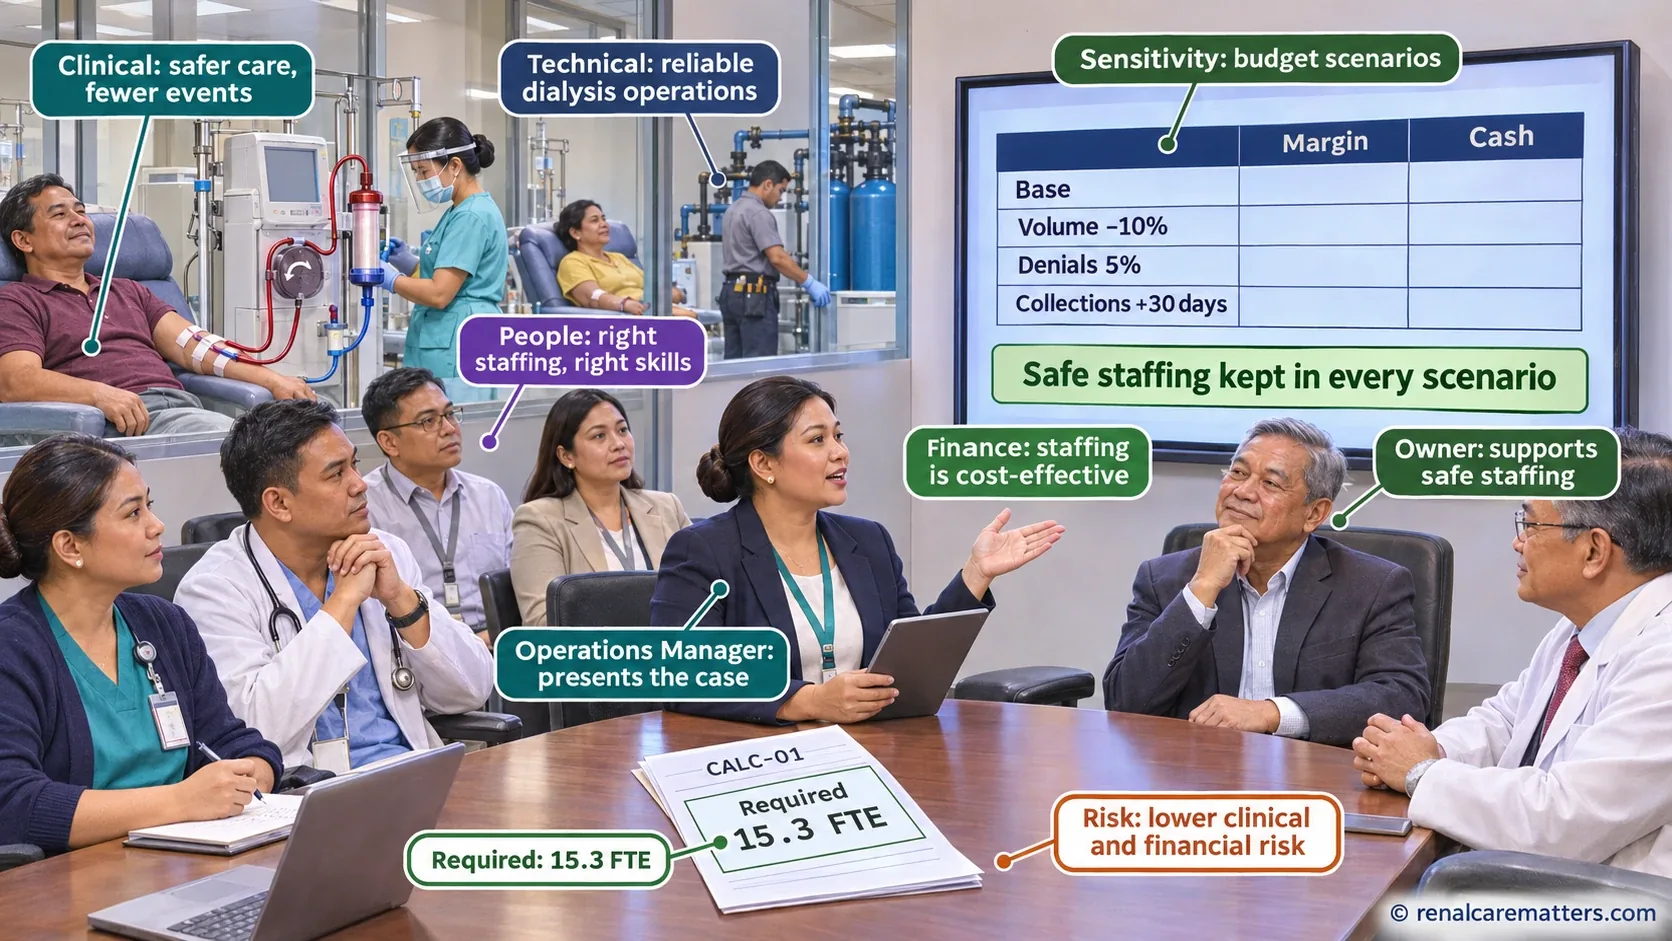 Clinical: safer care,
fewer events
Technical: reliable
dialysis operations
Sensitivity: budget scenarios
Margin
Cash
Base
Volume –10%
Denials 5%
Collections +30 days
Safe staffing kept in every scenario
People: right
staffing, right skills
Finance: staffing
is cost-effective
Owner: supports
safe staffing
Operations Manager:
presents the case
CALC-01
Required
15.3 FTE
Required: 15.3 FTE
Risk: lower clinical
and financial risk
© renalcarematters.com